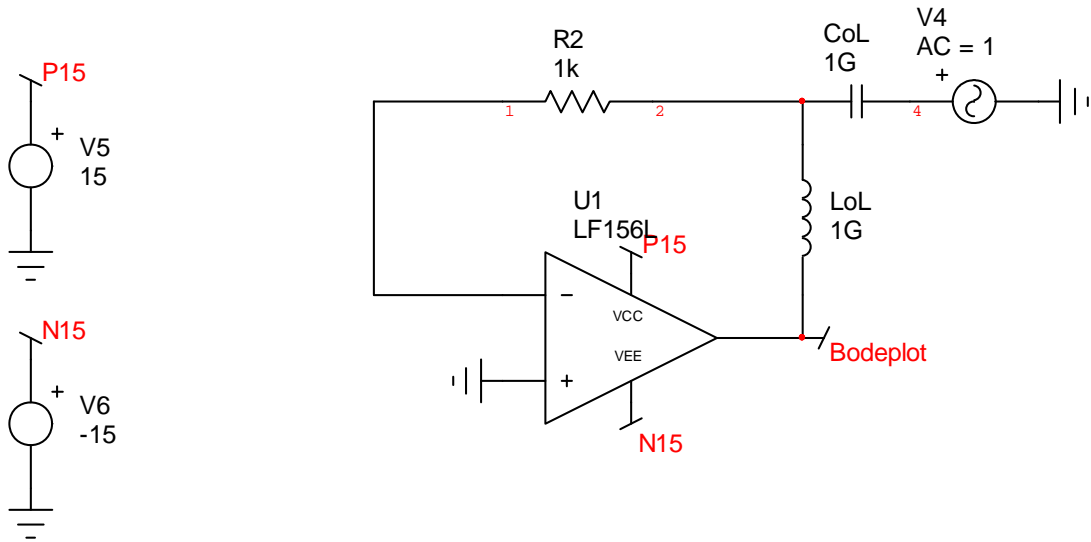 P15
+
V5
15
N15
+
V6
-15
R2
1k
1
2
CoL
1G
4
V4
AC = 1
+
LoL
1G
U1
LF156L
P15
VCC
VEE
−
+
N15
Bodeplot